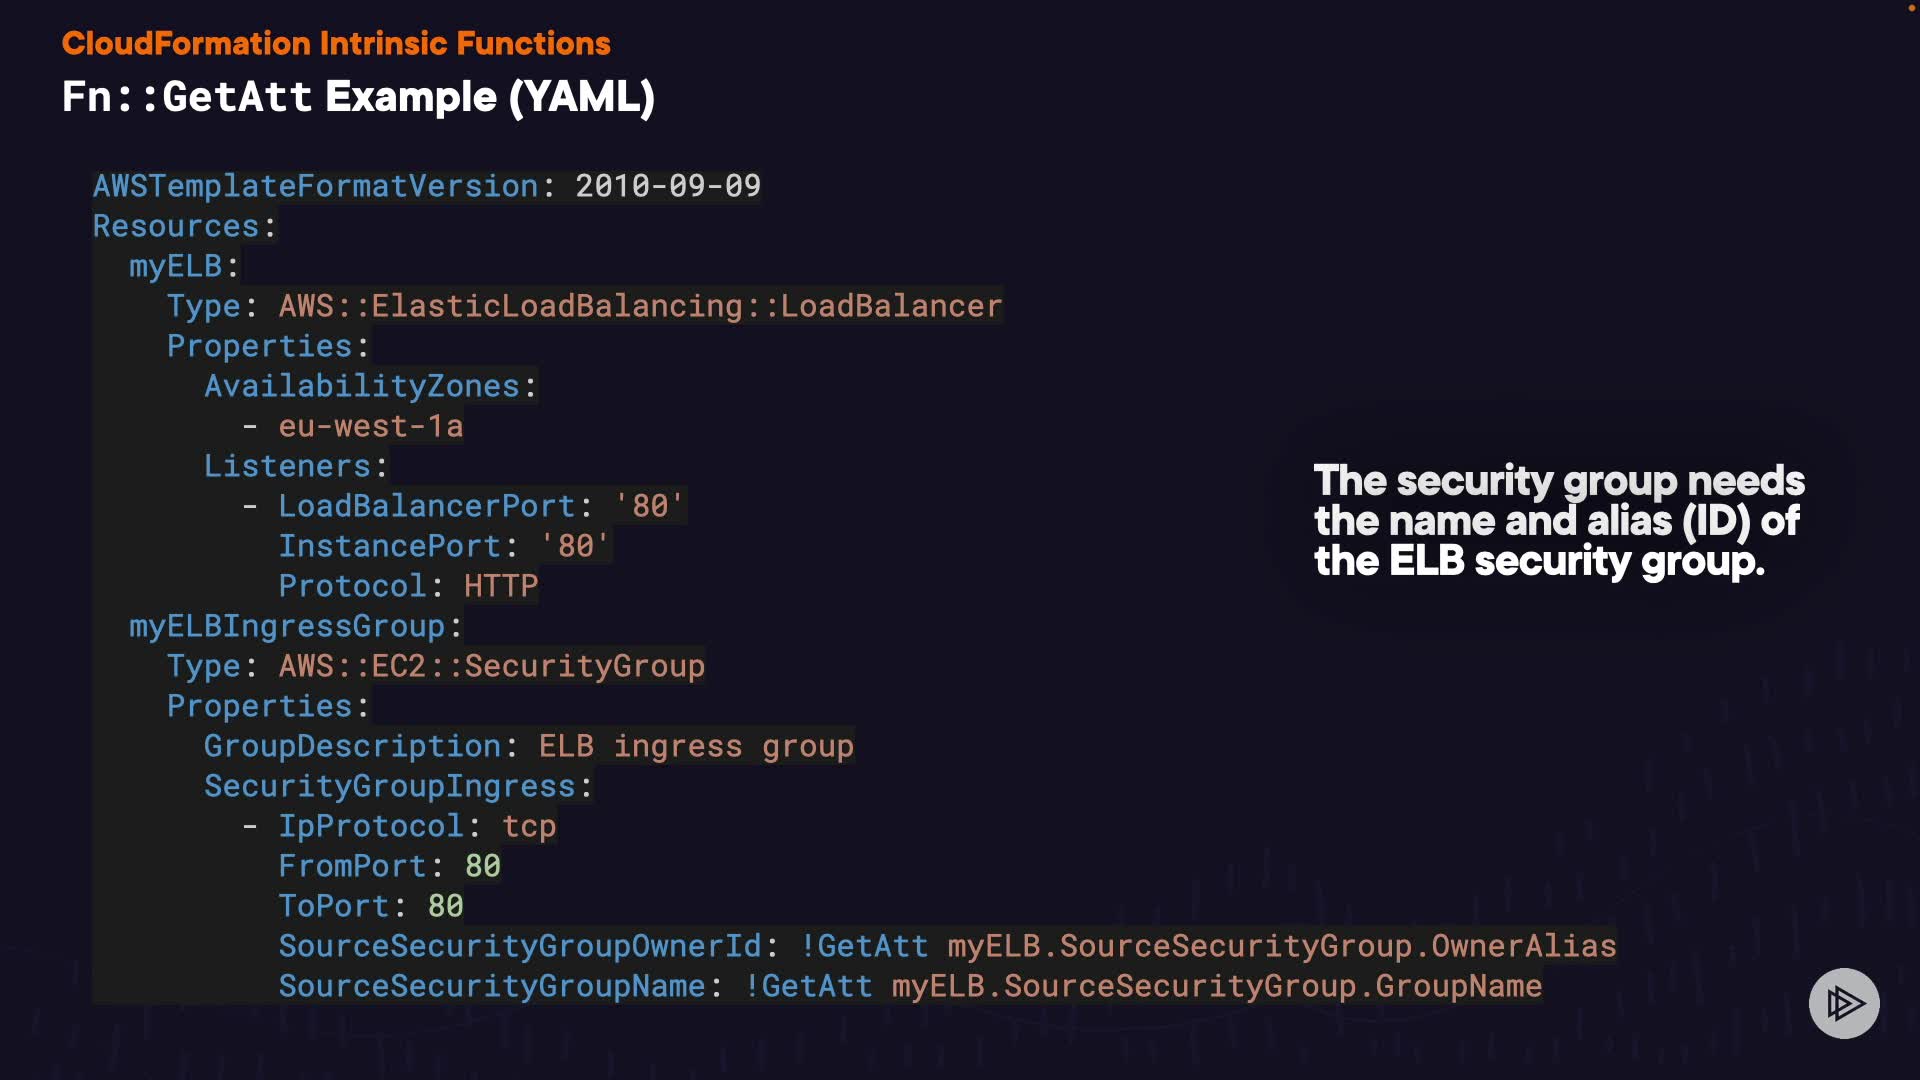 CloudFormation Intrinsic Functions
Fn::GetAtt Example (YAML)
AWSTemplateFormatVersion: 2010-09-09
Resources:
  myELB:
    Type: AWS::ElasticLoadBalancing::LoadBalancer
    Properties:
      AvailabilityZones:
        - eu-west-1a
      Listeners:
        - LoadBalancerPort: '80'
          InstancePort: '80'
          Protocol: HTTP
  myELBIngressGroup:
    Type: AWS::EC2::SecurityGroup
    Properties:
      GroupDescription: ELB ingress group
      SecurityGroupIngress:
        - IpProtocol: tcp
          FromPort: 80
          ToPort: 80
          SourceSecurityGroupOwnerId: !GetAtt myELB.SourceSecurityGroup.OwnerAlias
          SourceSecurityGroupName: !GetAtt myELB.SourceSecurityGroup.GroupName
The security group needs
the name and alias (ID) of
the ELB security group.